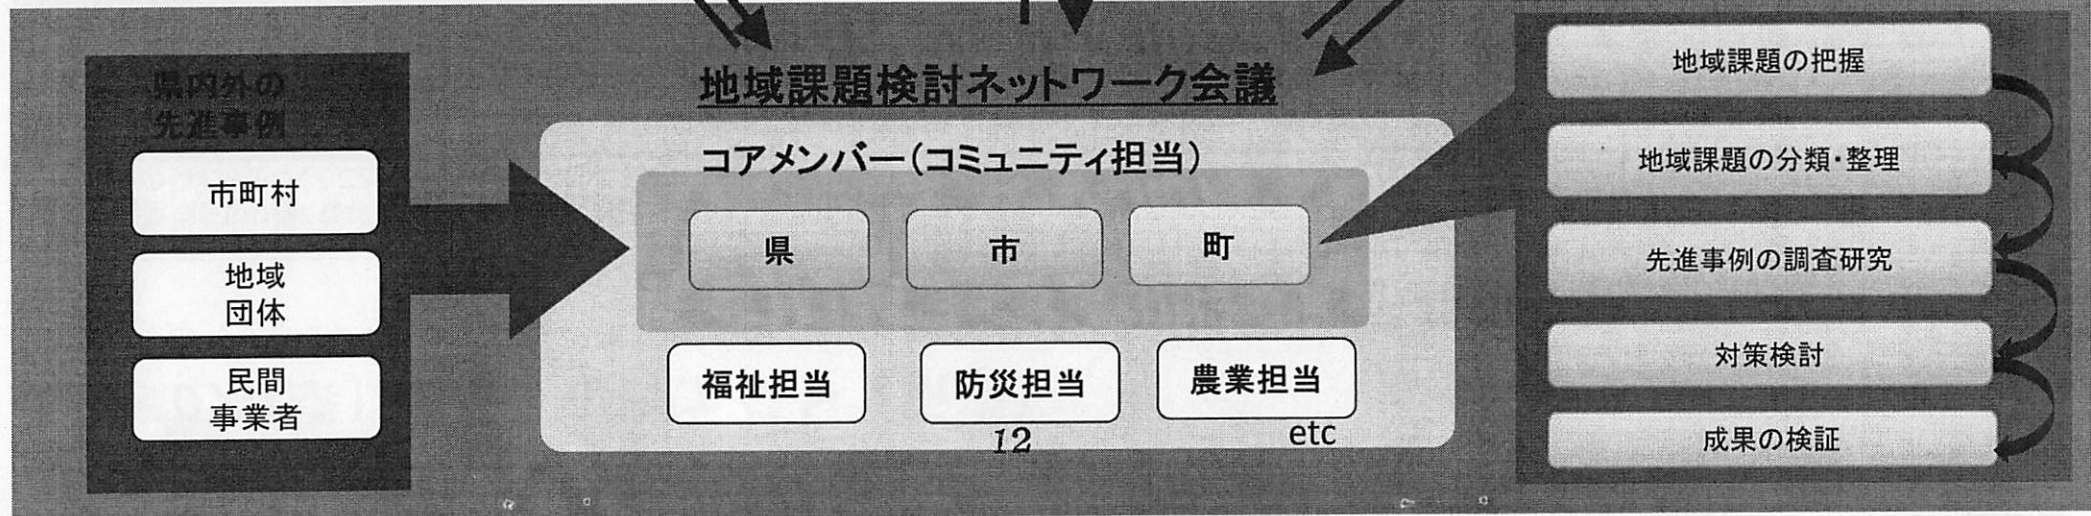 県内外の
先進事例
市町村
地域
団体
民間
事業者
地域課題検討ネットワーク会議
コアメンバー(コミュニティ担当)
県
市
町
福祉担当
防災担当
農業担当
etc
12
地域課題の把握
地域課題の分類・整理
先進事例の調査研究
対策検討
成果の検証